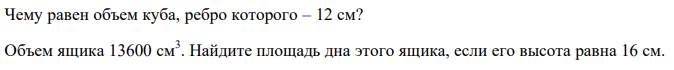 Чему равен объем куба, ребро которого – 12 см?
Объем ящика 13600 см³. Найдите площадь дна этого ящика, если его высота равна 16 см.